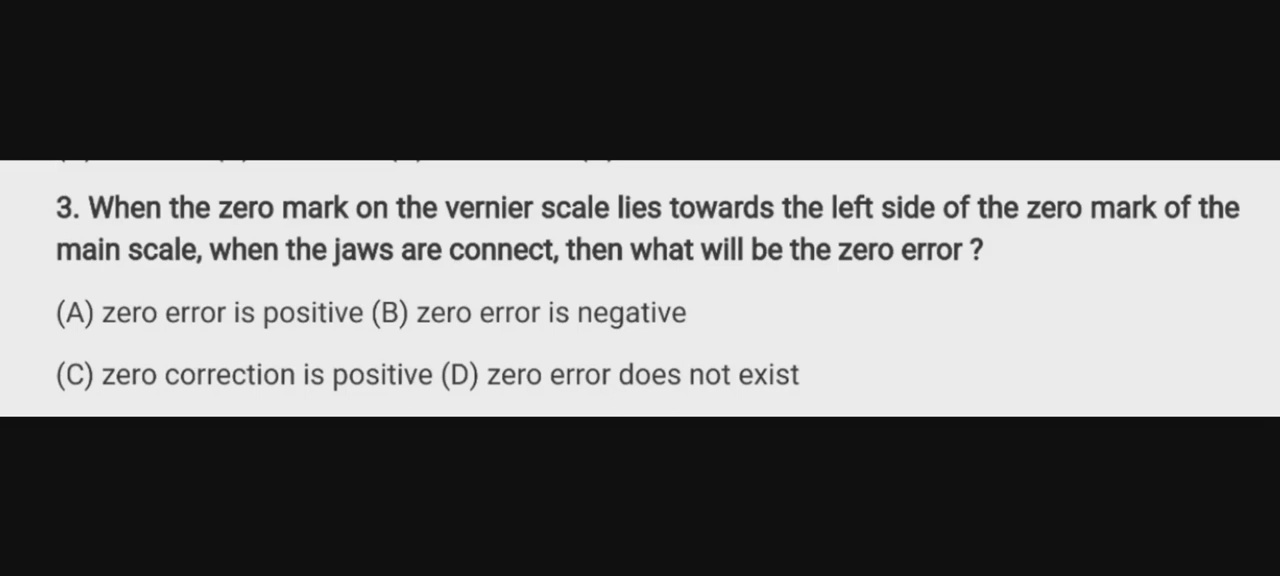 3. When the zero mark on the vernier scale lies towards the left side of the zero mark of the
main scale, when the jaws are connect, then what will be the zero error ?
(A) zero error is positive (B) zero error is negative
(C) zero correction is positive (D) zero error does not exist